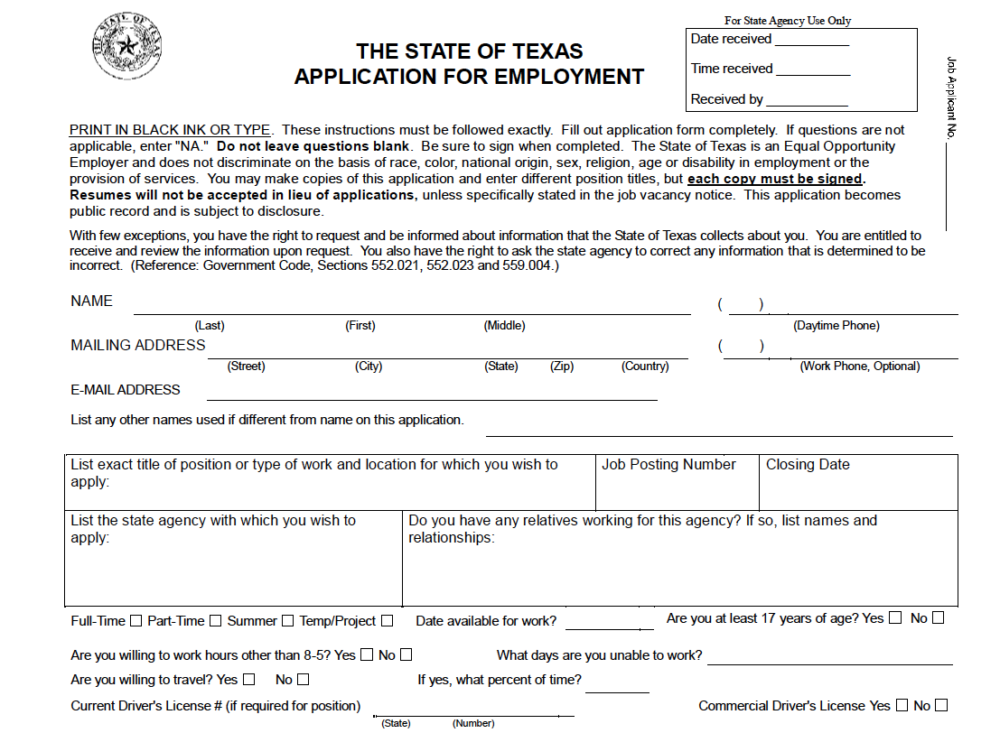 THE STATE OF TEXAS
For State Agency Use Only
THE STATE OF TEXAS
APPLICATION FOR EMPLOYMENT
Date received __________
Time received __________
Received by ___________
Job Applicant No.
PRINT IN BLACK INK OR TYPE. These instructions must be followed exactly. Fill out application form completely. If questions are not
applicable, enter "NA." Do not leave questions blank. Be sure to sign when completed. The State of Texas is an Equal Opportunity
Employer and does not discriminate on the basis of race, color, national origin, sex, religion, age or disability in employment or the
provision of services. You may make copies of this application and enter different position titles, but each copy must be signed.
Resumes will not be accepted in lieu of applications, unless specifically stated in the job vacancy notice. This application becomes
public record and is subject to disclosure.
With few exceptions, you have the right to request and be informed about information that the State of Texas collects about you. You are entitled to
receive and review the information upon request. You also have the right to ask the state agency to correct any information that is determined to be
incorrect. (Reference: Government Code, Sections 552.021, 552.023 and 559.004.)
NAME ( )
(Last) (First) (Middle) (Daytime Phone)
MAILING ADDRESS ( )
(Street) (City) (State) (Zip) (Country) (Work Phone, Optional)
E-MAIL ADDRESS
List any other names used if different from name on this application.
List exact title of position or type of work and location for which you wish to
apply:
Job Posting Number
Closing Date
List the state agency with which you wish to
apply:
Do you have any relatives working for this agency? If so, list names and
relationships:
Full-Time ☐ Part-Time ☐ Summer ☐ Temp/Project ☐ Date available for work? Are you at least 17 years of age? Yes ☐ No ☐
Are you willing to work hours other than 8-5? Yes ☐ No ☐ What days are you unable to work?
Are you willing to travel? Yes ☐ No ☐ If yes, what percent of time?
Current Driver's License # (if required for position) Commercial Driver's License Yes ☐ No ☐
(State) (Number)